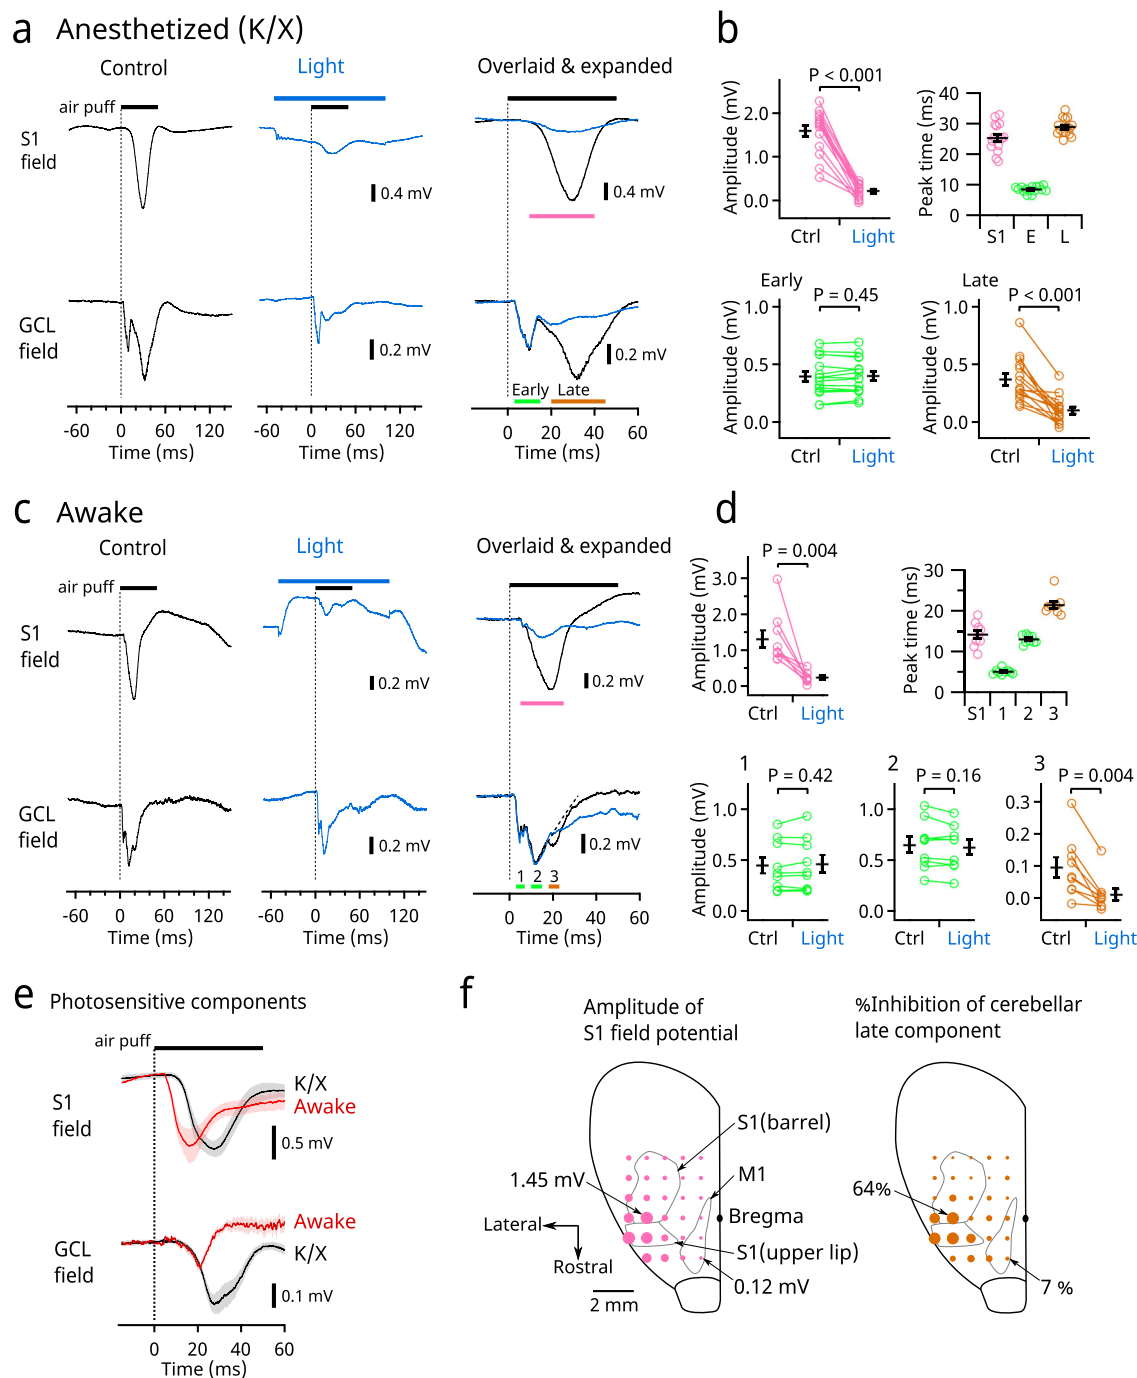 a Anesthetized (K/X)
Control
Light
Overlaid & expanded
air puff
S1
field
0.4 mV
0.4 mV
GCL
field
0.2 mV
0.2 mV
Early Late
-60 0 60 120
Time (ms)
-60 0 60 120
Time (ms)
0 20 40 60
Time (ms)
b
P < 0.001
Amplitude (mV)
2.0
1.0
0.0
Ctrl Light
Peak time (ms)
40
30
20
10
0
S1 E L
Early
P = 0.45
Amplitude (mV)
1.0
0.5
0.0
Ctrl Light
Late
P < 0.001
Amplitude (mV)
1.0
0.5
0.0
Ctrl Light
c Awake
Control
Light
Overlaid & expanded
air puff
S1
field
0.2 mV
0.2 mV
GCL
field
0.2 mV
0.2 mV
1 2 3
-60 0 60 120
Time (ms)
-60 0 60 120
Time (ms)
0 20 40 60
Time (ms)
d
P = 0.004
Amplitude (mV)
3.0
2.0
1.0
0.0
Ctrl Light
Peak time (ms)
30
20
10
0
S1 1 2 3
1
P = 0.42
Amplitude (mV)
1.0
0.5
0.0
Ctrl Light
2
P = 0.16
1.0
0.5
0.0
Ctrl Light
3
P = 0.004
0.3
0.2
0.1
0.0
Ctrl Light
e Photosensitive components
air puff
S1
field
K/X
Awake
0.5 mV
GCL
field
Awake
K/X
0.1 mV
0 20 40 60
Time (ms)
f
Amplitude of
S1 field potential
S1(barrel)
1.45 mV
M1
Lateral
Bregma
S1(upper lip)
Rostral
0.12 mV
2 mm
%Inhibition of cerebellar
late component
64%
7 %